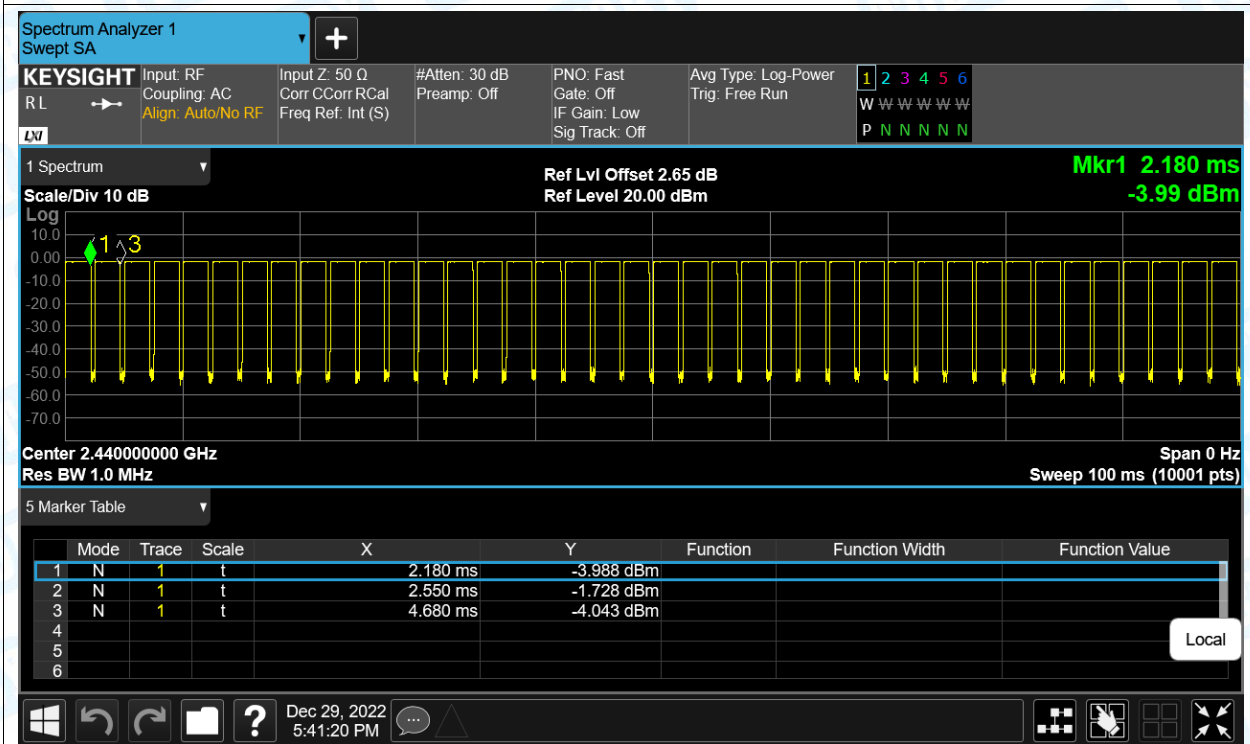 Spectrum Analyzer 1
Swept SA
+
KEYSIGHT Input: RF Input Z: 50 Ω #Atten: 30 dB PNO: Fast Avg Type: Log-Power 1 2 3 4 5 6
R L Coupling: AC Corr CCorr RCal Preamp: Off Gate: Off Trig: Free Run W W W W W W
Align: Auto/No RF Freq Ref: Int (S) IF Gain: Low
LXI Sig Track: Off P N N N N N
1 Spectrum Ref Lvl Offset 2.65 dB Mkr1 2.180 ms
Scale/Div 10 dB Ref Level 20.00 dBm -3.99 dBm
Log
10.0
1 3
0.00
-10.0
-20.0
-30.0
-40.0
-50.0
-60.0
-70.0
Center 2.440000000 GHz Span 0 Hz
Res BW 1.0 MHz Sweep 100 ms (10001 pts)
5 Marker Table
Mode Trace Scale X Y Function Function Width Function Value
1 N 1 t 2.180 ms -3.988 dBm
2 N 1 t 2.550 ms -1.728 dBm
3 N 1 t 4.680 ms -4.043 dBm
4
5
Local
6
? Dec 29, 2022
5:41:20 PM